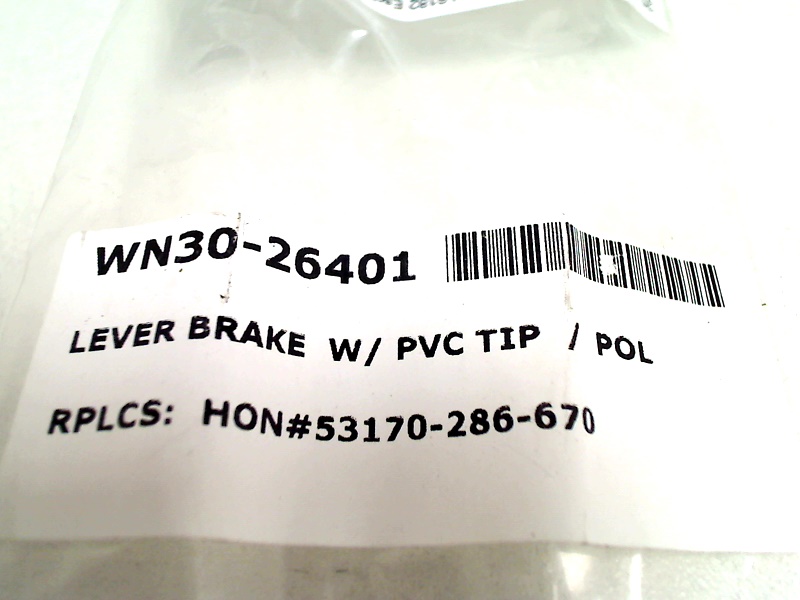 WN30-26401
LEVER BRAKE W/ PVC TIP / POL
RPLCS: HON#53170-286-670